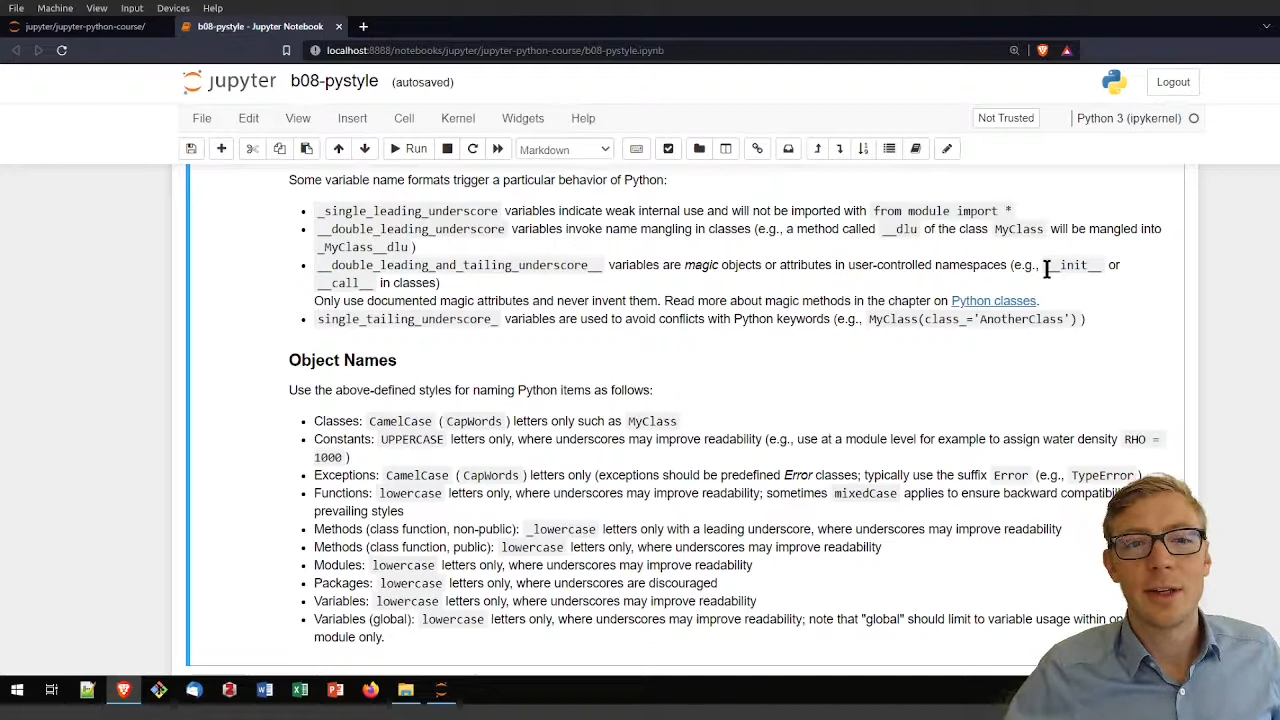 File Machine View Input Devices Help
jupyter/jupyter-python-course/ b08-pystyle - Jupyter Notebook
localhost:8888/notebooks/jupyter/jupyter-python-course/b08-pystyle.ipynb
jupyter b08-pystyle (autosaved) Logout
File Edit View Insert Cell Kernel Widgets Help Not Trusted Python 3 (ipykernel)
Run Markdown
Some variable name formats trigger a particular behavior of Python:
• _single_leading_underscore variables indicate weak internal use and will not be imported with from module import *
• __double_leading_underscore variables invoke name mangling in classes (e.g., a method called __dlu of the class MyClass will be mangled into
_MyClass__dlu )
• __double_leading_and_tailing_underscore__ variables are magic objects or attributes in user-controlled namespaces (e.g., __init__ or
__call__ in classes)
Only use documented magic attributes and never invent them. Read more about magic methods in the chapter on Python classes.
• single_tailing_underscore_ variables are used to avoid conflicts with Python keywords (e.g., MyClass(class_='AnotherClass') )
Object Names
Use the above-defined styles for naming Python items as follows:
• Classes: CamelCase ( CapWords ) letters only such as MyClass
• Constants: UPPERCASE letters only, where underscores may improve readability (e.g., use at a module level for example to assign water density RHO =
1000 )
• Exceptions: CamelCase ( CapWords ) letters only (exceptions should be predefined Error classes; typically use the suffix Error (e.g., TypeError )
• Functions: lowercase letters only, where underscores may improve readability; sometimes mixedCase applies to ensure backward
prevailing styles
• Methods (class function, non-public): _lowercase letters only with a leading underscore, where underscores may improve readability
• Methods (class function, public): lowercase letters only, where underscores may improve readability
• Modules: lowercase letters only, where underscores may improve readability
• Packages: lowercase letters only, where underscores are discouraged
• Variables: lowercase letters only, where underscores may improve readability
• Variables (global): lowercase letters only, where underscores may improve readability; note that "global" should limit to variable usage within
module only.